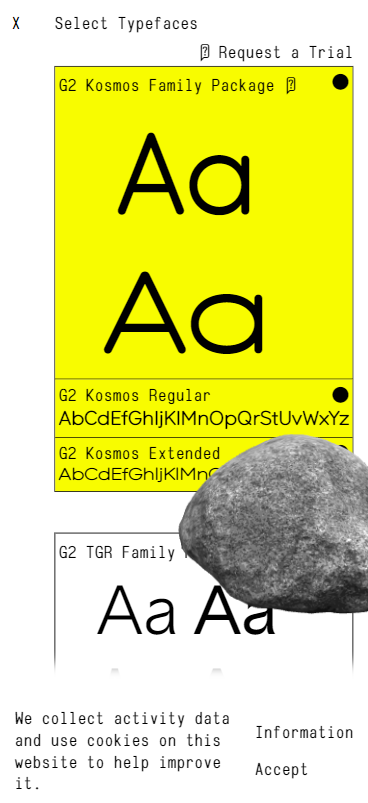 X Select Typefaces
Request a Trial
G2 Kosmos Family Package
Aa
Aa
G2 Kosmos Regular
AbCdEfGhIjKlMnOpQrStUvWxYz
G2 Kosmos Extended
AbCdEfGhIjKlMn
G2 TGR Family
Aa Aa
We collect activity data
and use cookies on this
website to help improve
it.
Information
Accept